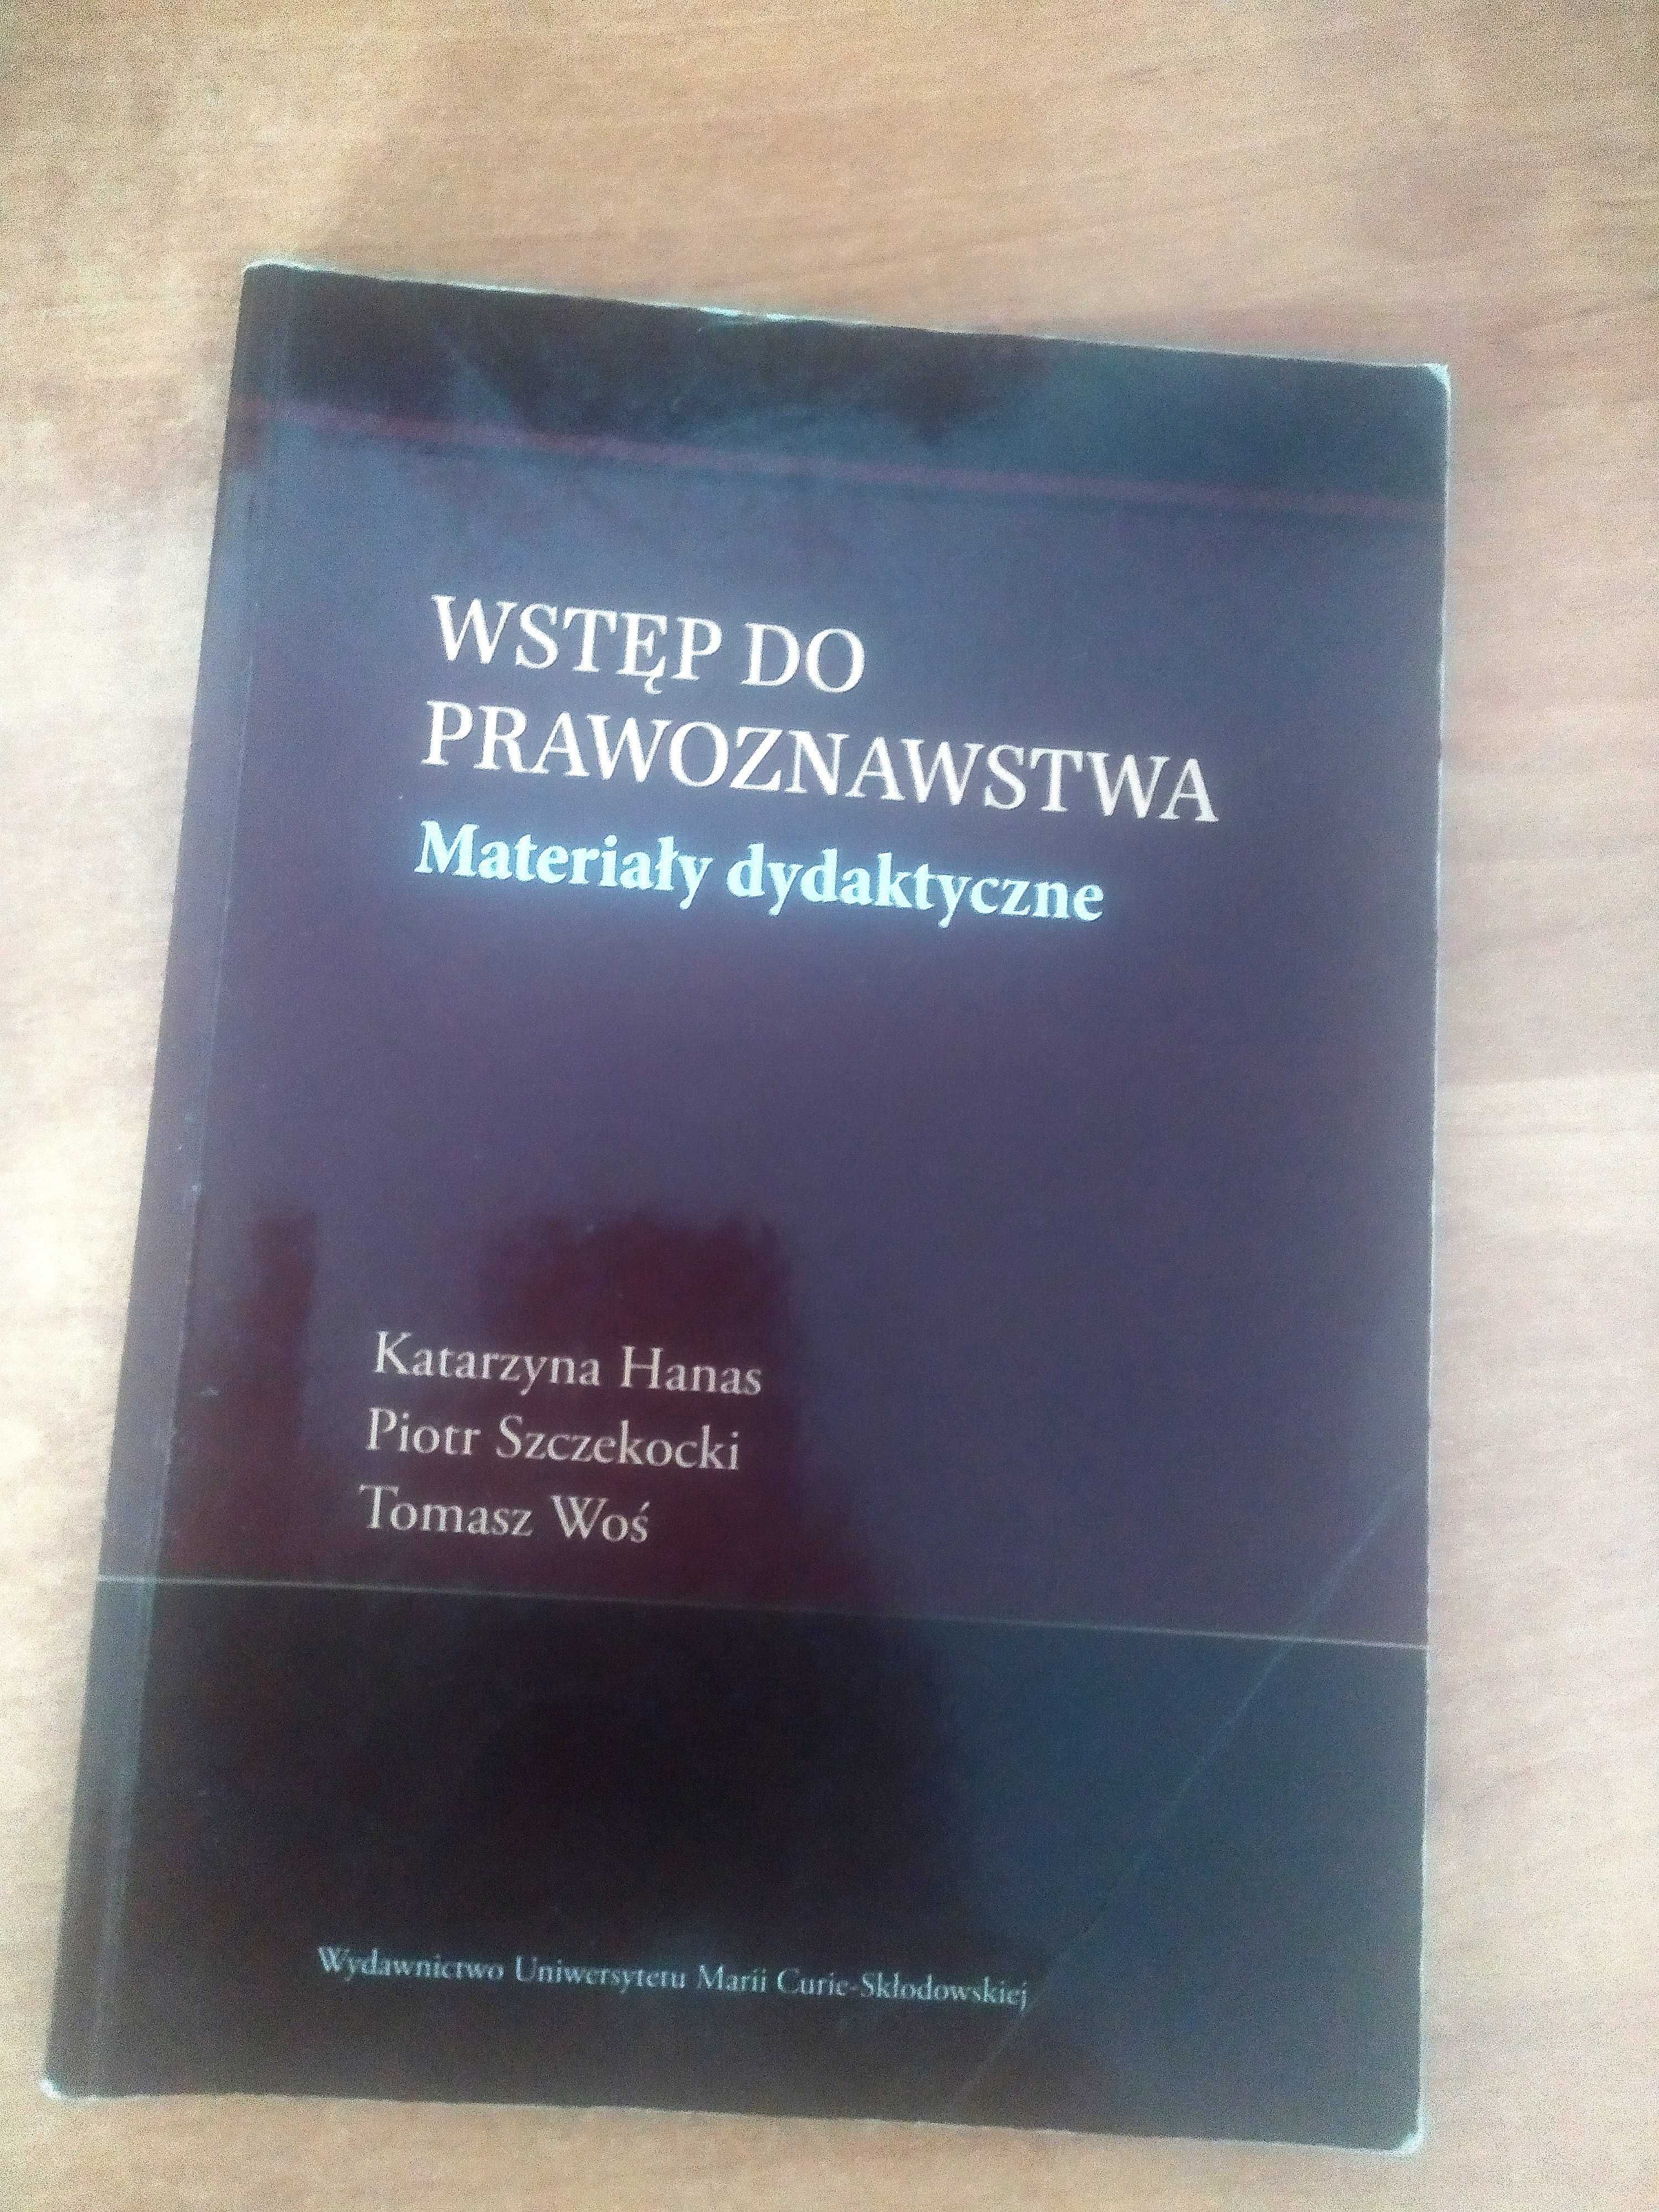 WSTĘP DO
PRAWOZNAWSTWA
Materiały dydaktyczne
Katarzyna Hanas
Piotr Szczekocki
Tomasz Woś
Wydawnictwo Uniwersytetu Marii Curie-Skłodowskiej